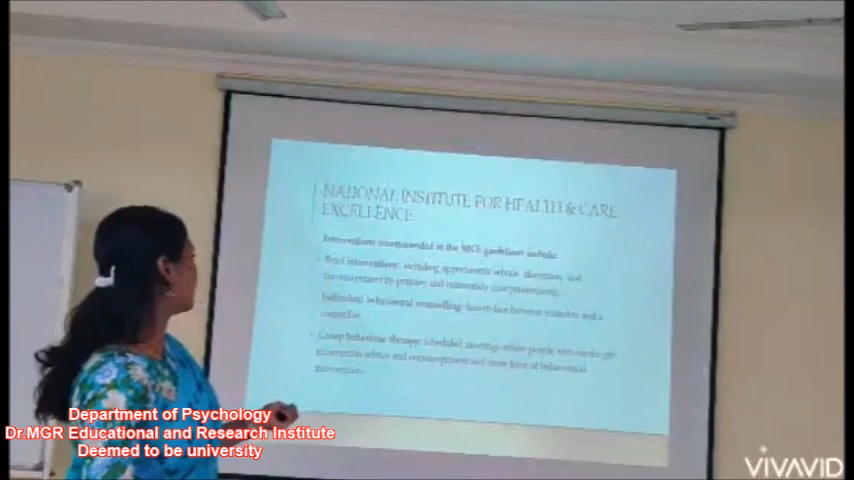 NATIONAL INSTITUTE FOR HEALTH & CARE
EXCELLENCE
Interventions recommended in the NICE guidelines include:
Brief interventions: including opportunistic advice, discussion, and
encouragement by primary and community care
Individual behavioural counselling: face-to-face between smoker and a
counsellor
Group behaviour therapy: scheduled meetings where people who smoke get
information advice and encouragement and some form of behavioural
intervention
Department of Psychology
Dr.MGR Educational and Research Institute
Deemed to be university
VIVAVID